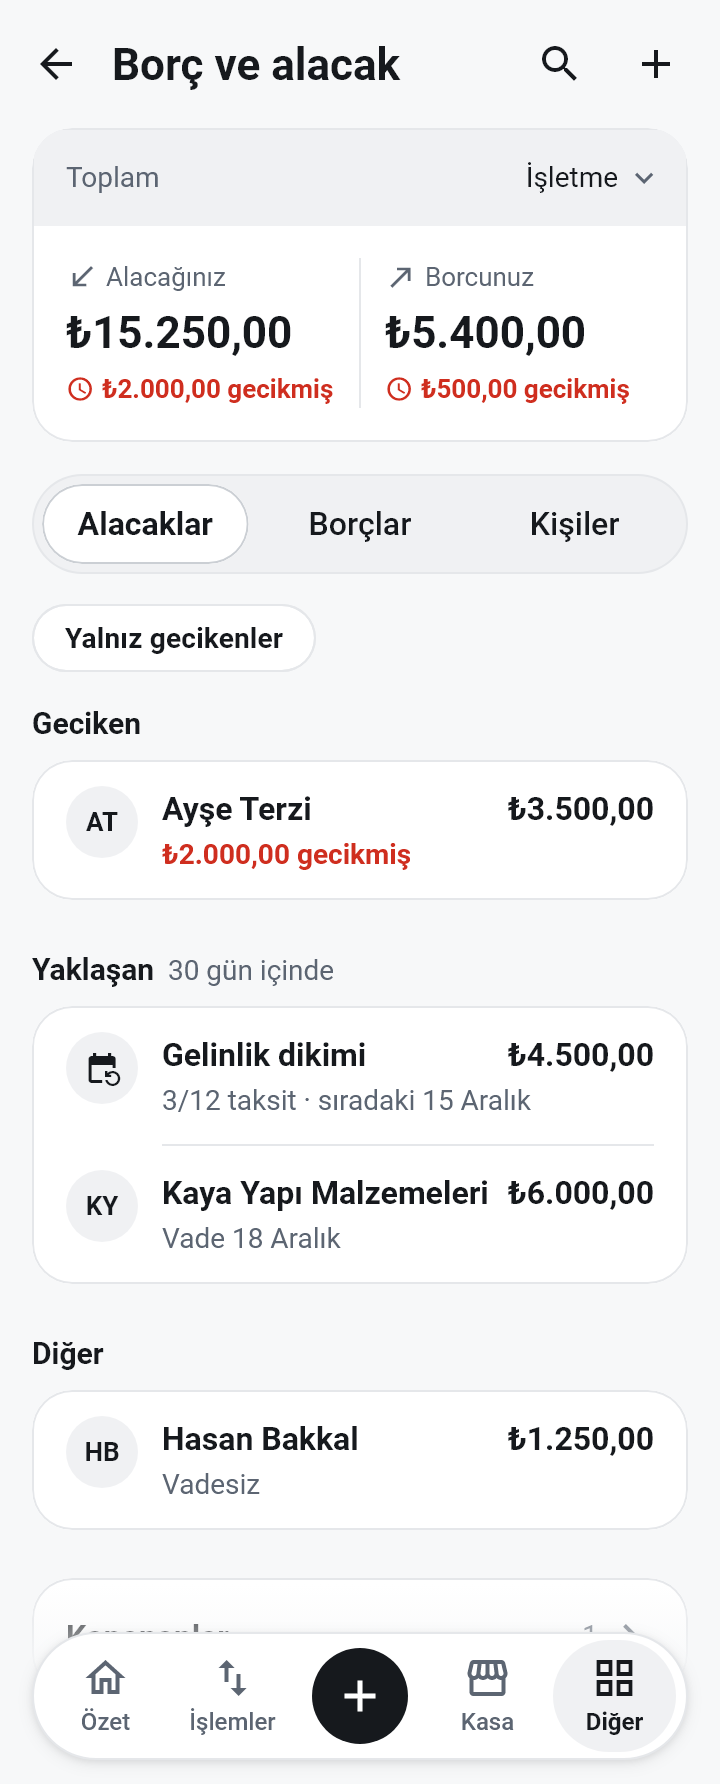 Borç ve alacak
Toplam
İşletme
Alacağınız
₺15.250,00
₺2.000,00 gecikmiş
Borcunuz
₺5.400,00
₺500,00 gecikmiş
Alacaklar
Borçlar
Kişiler
Yalnız gecikenler
Geciken
AT
Ayşe Terzi
₺3.500,00
₺2.000,00 gecikmiş
Yaklaşan 30 gün içinde
Gelinlik dikimi
₺4.500,00
3/12 taksit · sıradaki 15 Aralık
KY
Kaya Yapı Malzemeleri
₺6.000,00
Vade 18 Aralık
Diğer
HB
Hasan Bakkal
₺1.250,00
Vadesiz
Özet
İşlemler
Kasa
Diğer